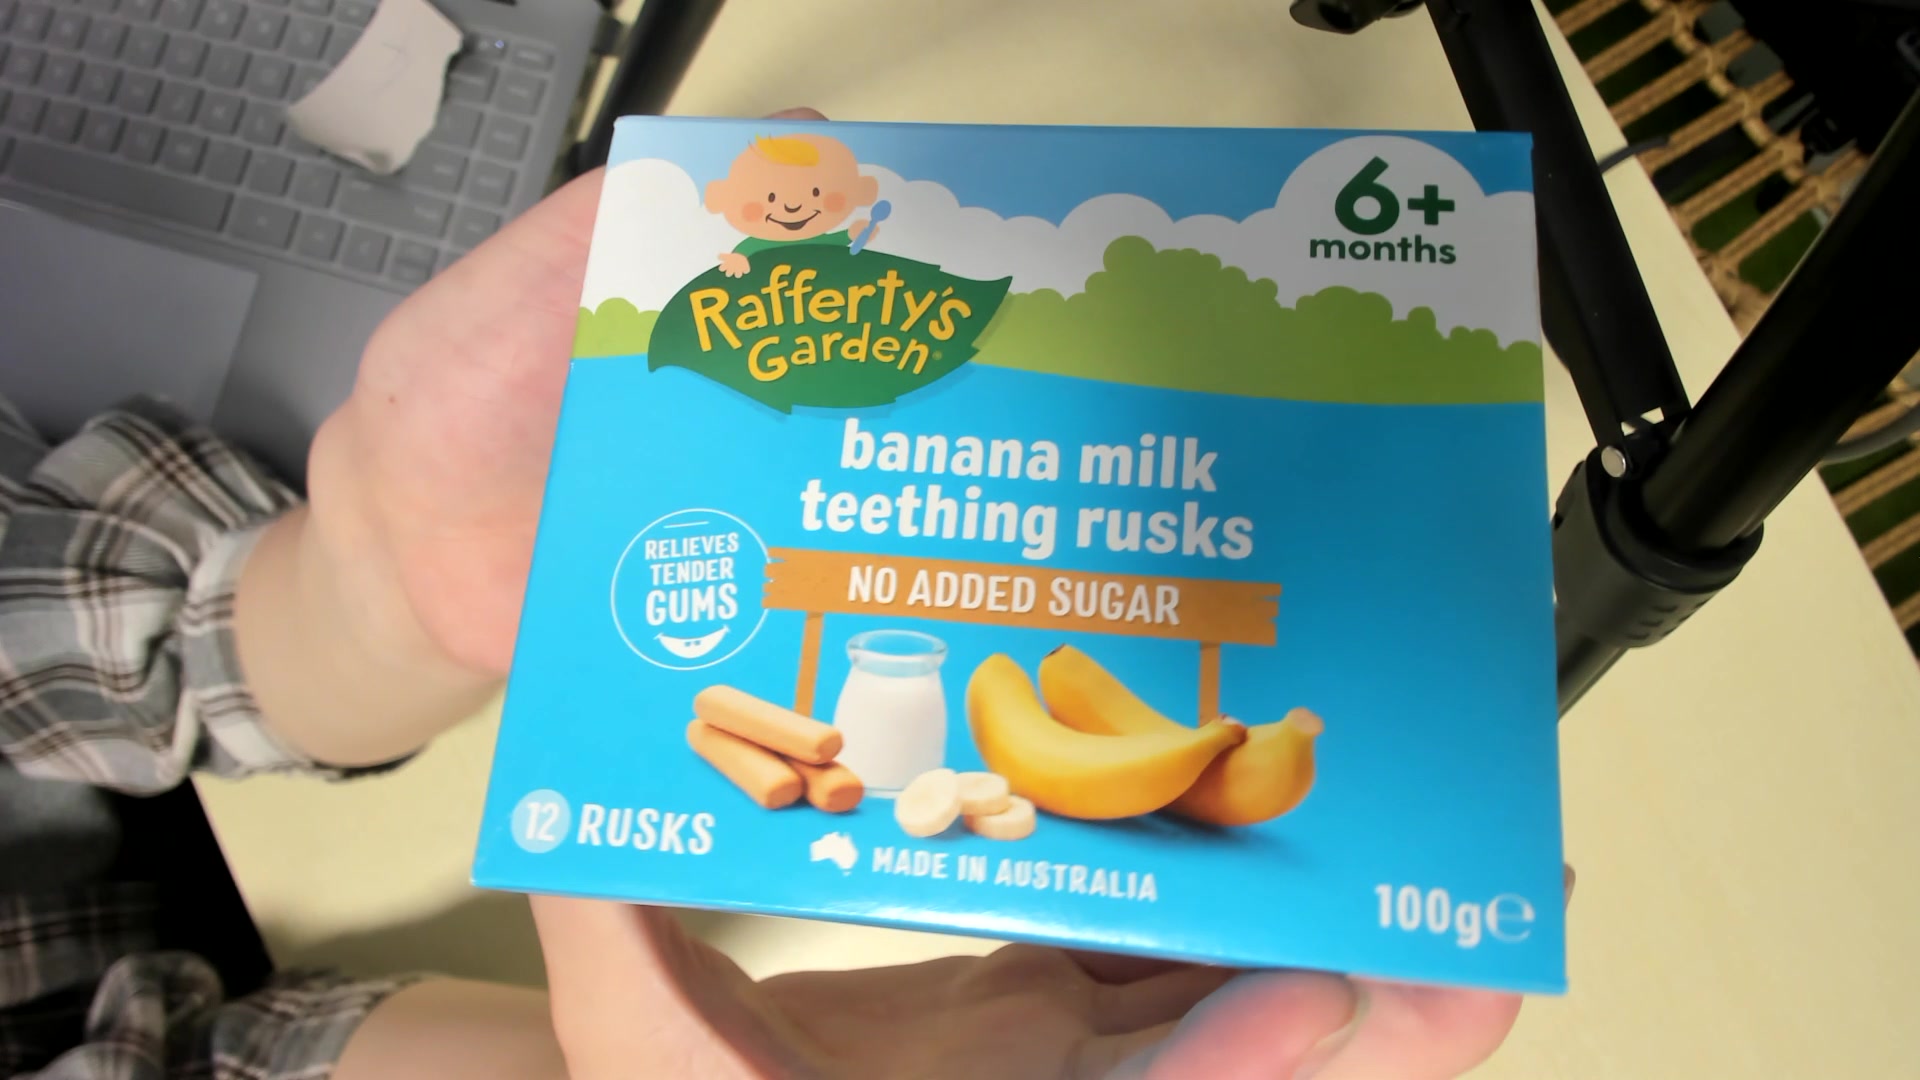 6+
months
Rafferty's
Garden
banana milk
teething rusks
RELIEVES
TENDER
GUMS
NO ADDED SUGAR
12 RUSKS
MADE IN AUSTRALIA
100g℮